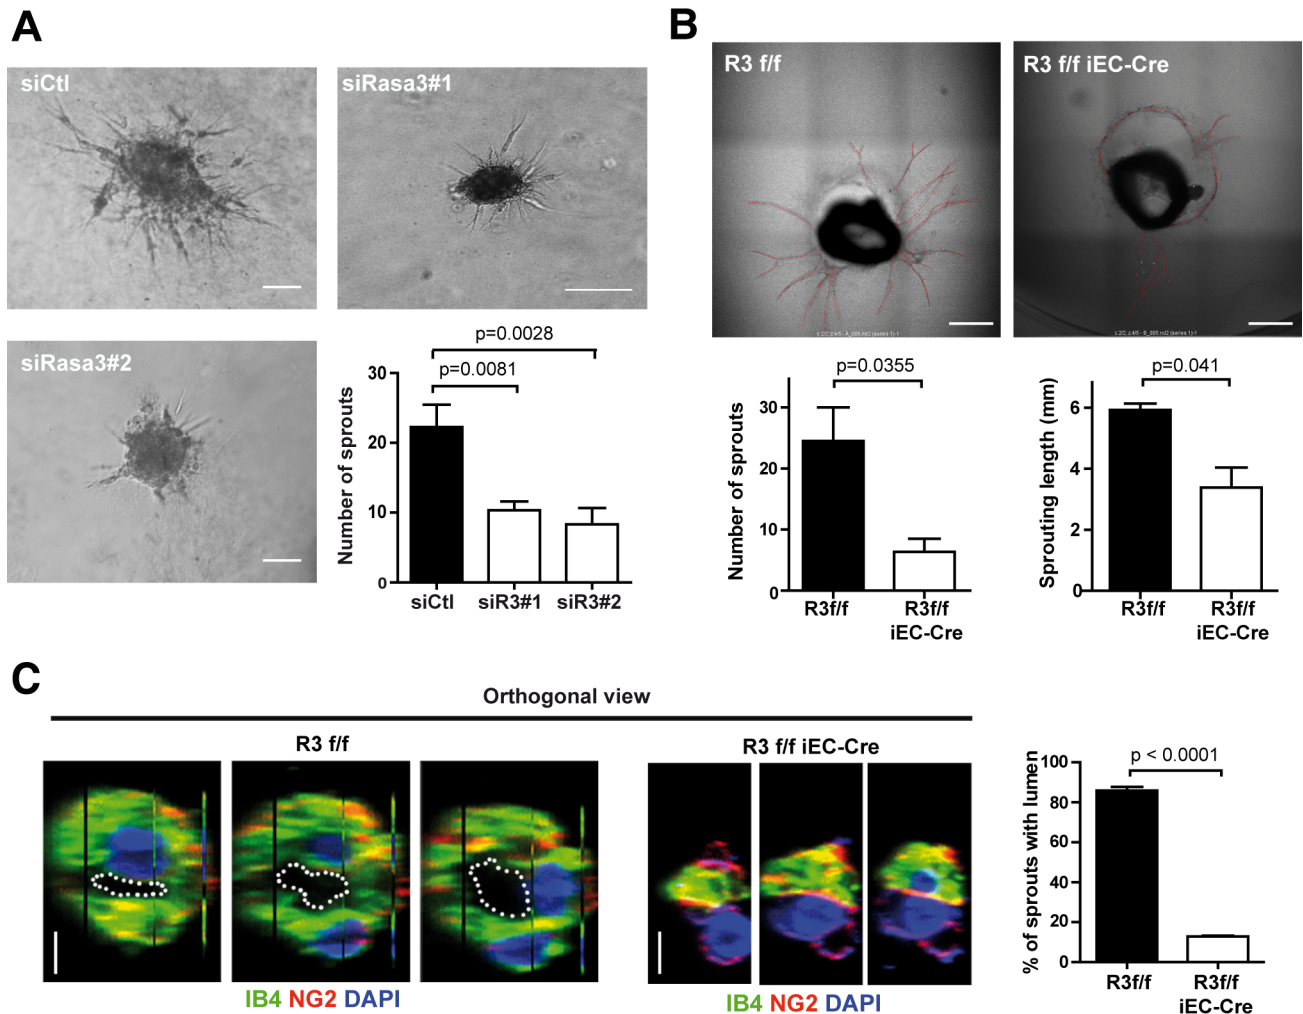 A
B
siCtl
siRasa3#1
R3 f/f
R3 f/f iEC-Cre
siRasa3#2
p=0.0028
p=0.0081
Number of sprouts
30
20
10
0
siCtl
siR3#1
siR3#2
p=0.0355
Number of sprouts
30
20
10
0
R3f/f
R3f/f
iEC-Cre
p=0.041
Sprouting length (mm)
6
4
2
0
R3f/f
R3f/f
iEC-Cre
C
Orthogonal view
R3 f/f
R3 f/f iEC-Cre
IB4 NG2 DAPI
IB4 NG2 DAPI
p < 0.0001
% of sprouts with lumen
100
80
60
40
20
0
R3f/f
R3f/f
iEC-Cre